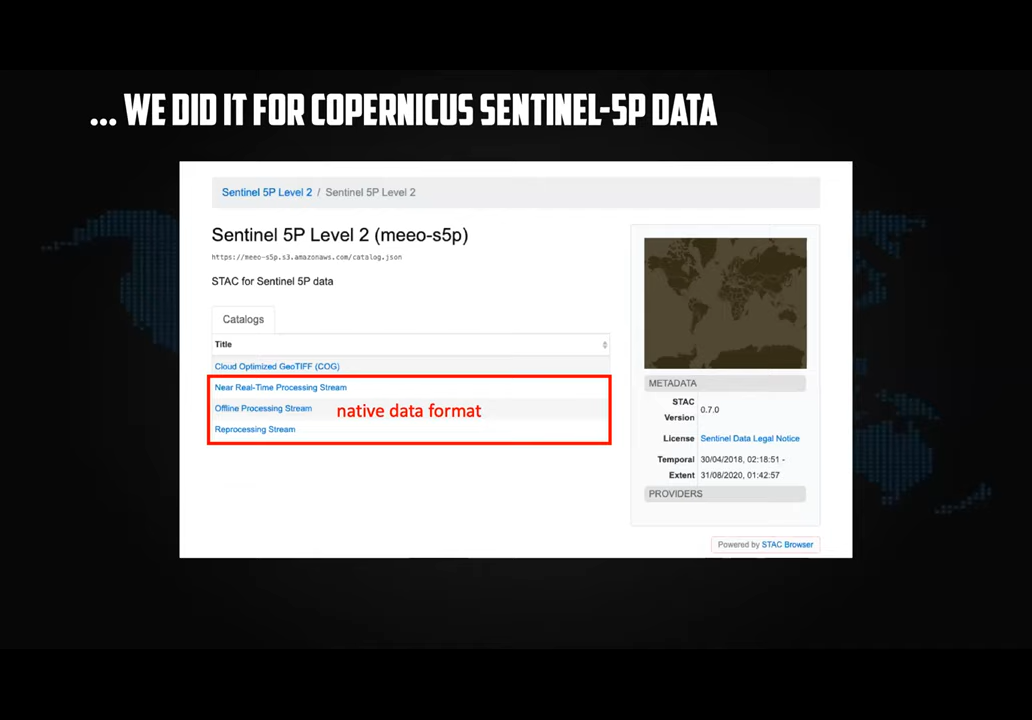 ... WE DID IT FOR COPERNICUS SENTINEL-5P DATA
Sentinel 5P Level 2 / Sentinel 5P Level 2
Sentinel 5P Level 2 (meeo-s5p)
https://meeo-s5p.s3.amazonaws.com/catalog.json
STAC for Sentinel 5P data
Catalogs
Title
Cloud Optimized GeoTIFF (COG)
Near Real-Time Processing Stream
Offline Processing Stream
native data format
Reprocessing Stream
METADATA
STAC Version 0.7.0
License Sentinel Data Legal Notice
Temporal Extent 30/04/2018, 02:18:51 -
31/08/2020, 01:42:57
PROVIDERS
Powered by STAC Browser